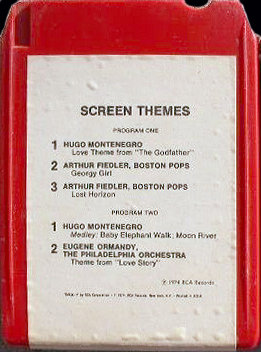 SCREEN THEMES
PROGRAM ONE
1 HUGO MONTENEGRO
Love Theme from "The Godfather"
2 ARTHUR FIEDLER, BOSTON POPS
Georgy Girl
3 ARTHUR FIEDLER, BOSTON POPS
Lost Horizon
PROGRAM TWO
1 HUGO MONTENEGRO
Medley: Baby Elephant Walk; Moon River
2 EUGENE ORMANDY,
THE PHILADELPHIA ORCHESTRA
Theme from "Love Story"
℗ 1974 RCA Records